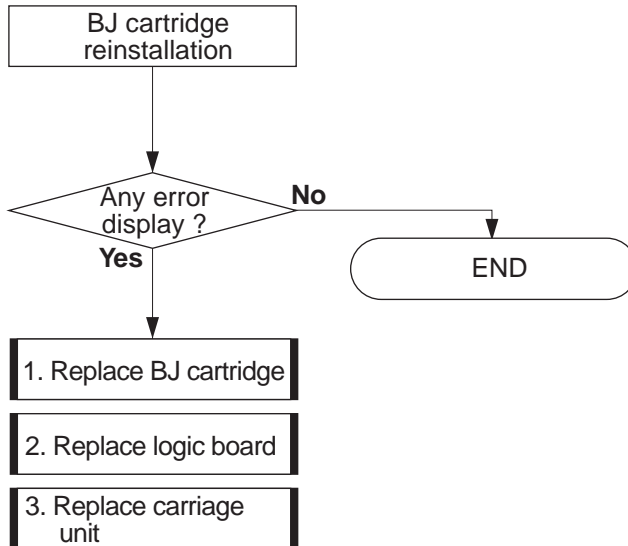 BJ cartridge
reinstallation
Any error
display ?
No
Yes
END
1. Replace BJ cartridge
2. Replace logic board
3. Replace carriage
unit